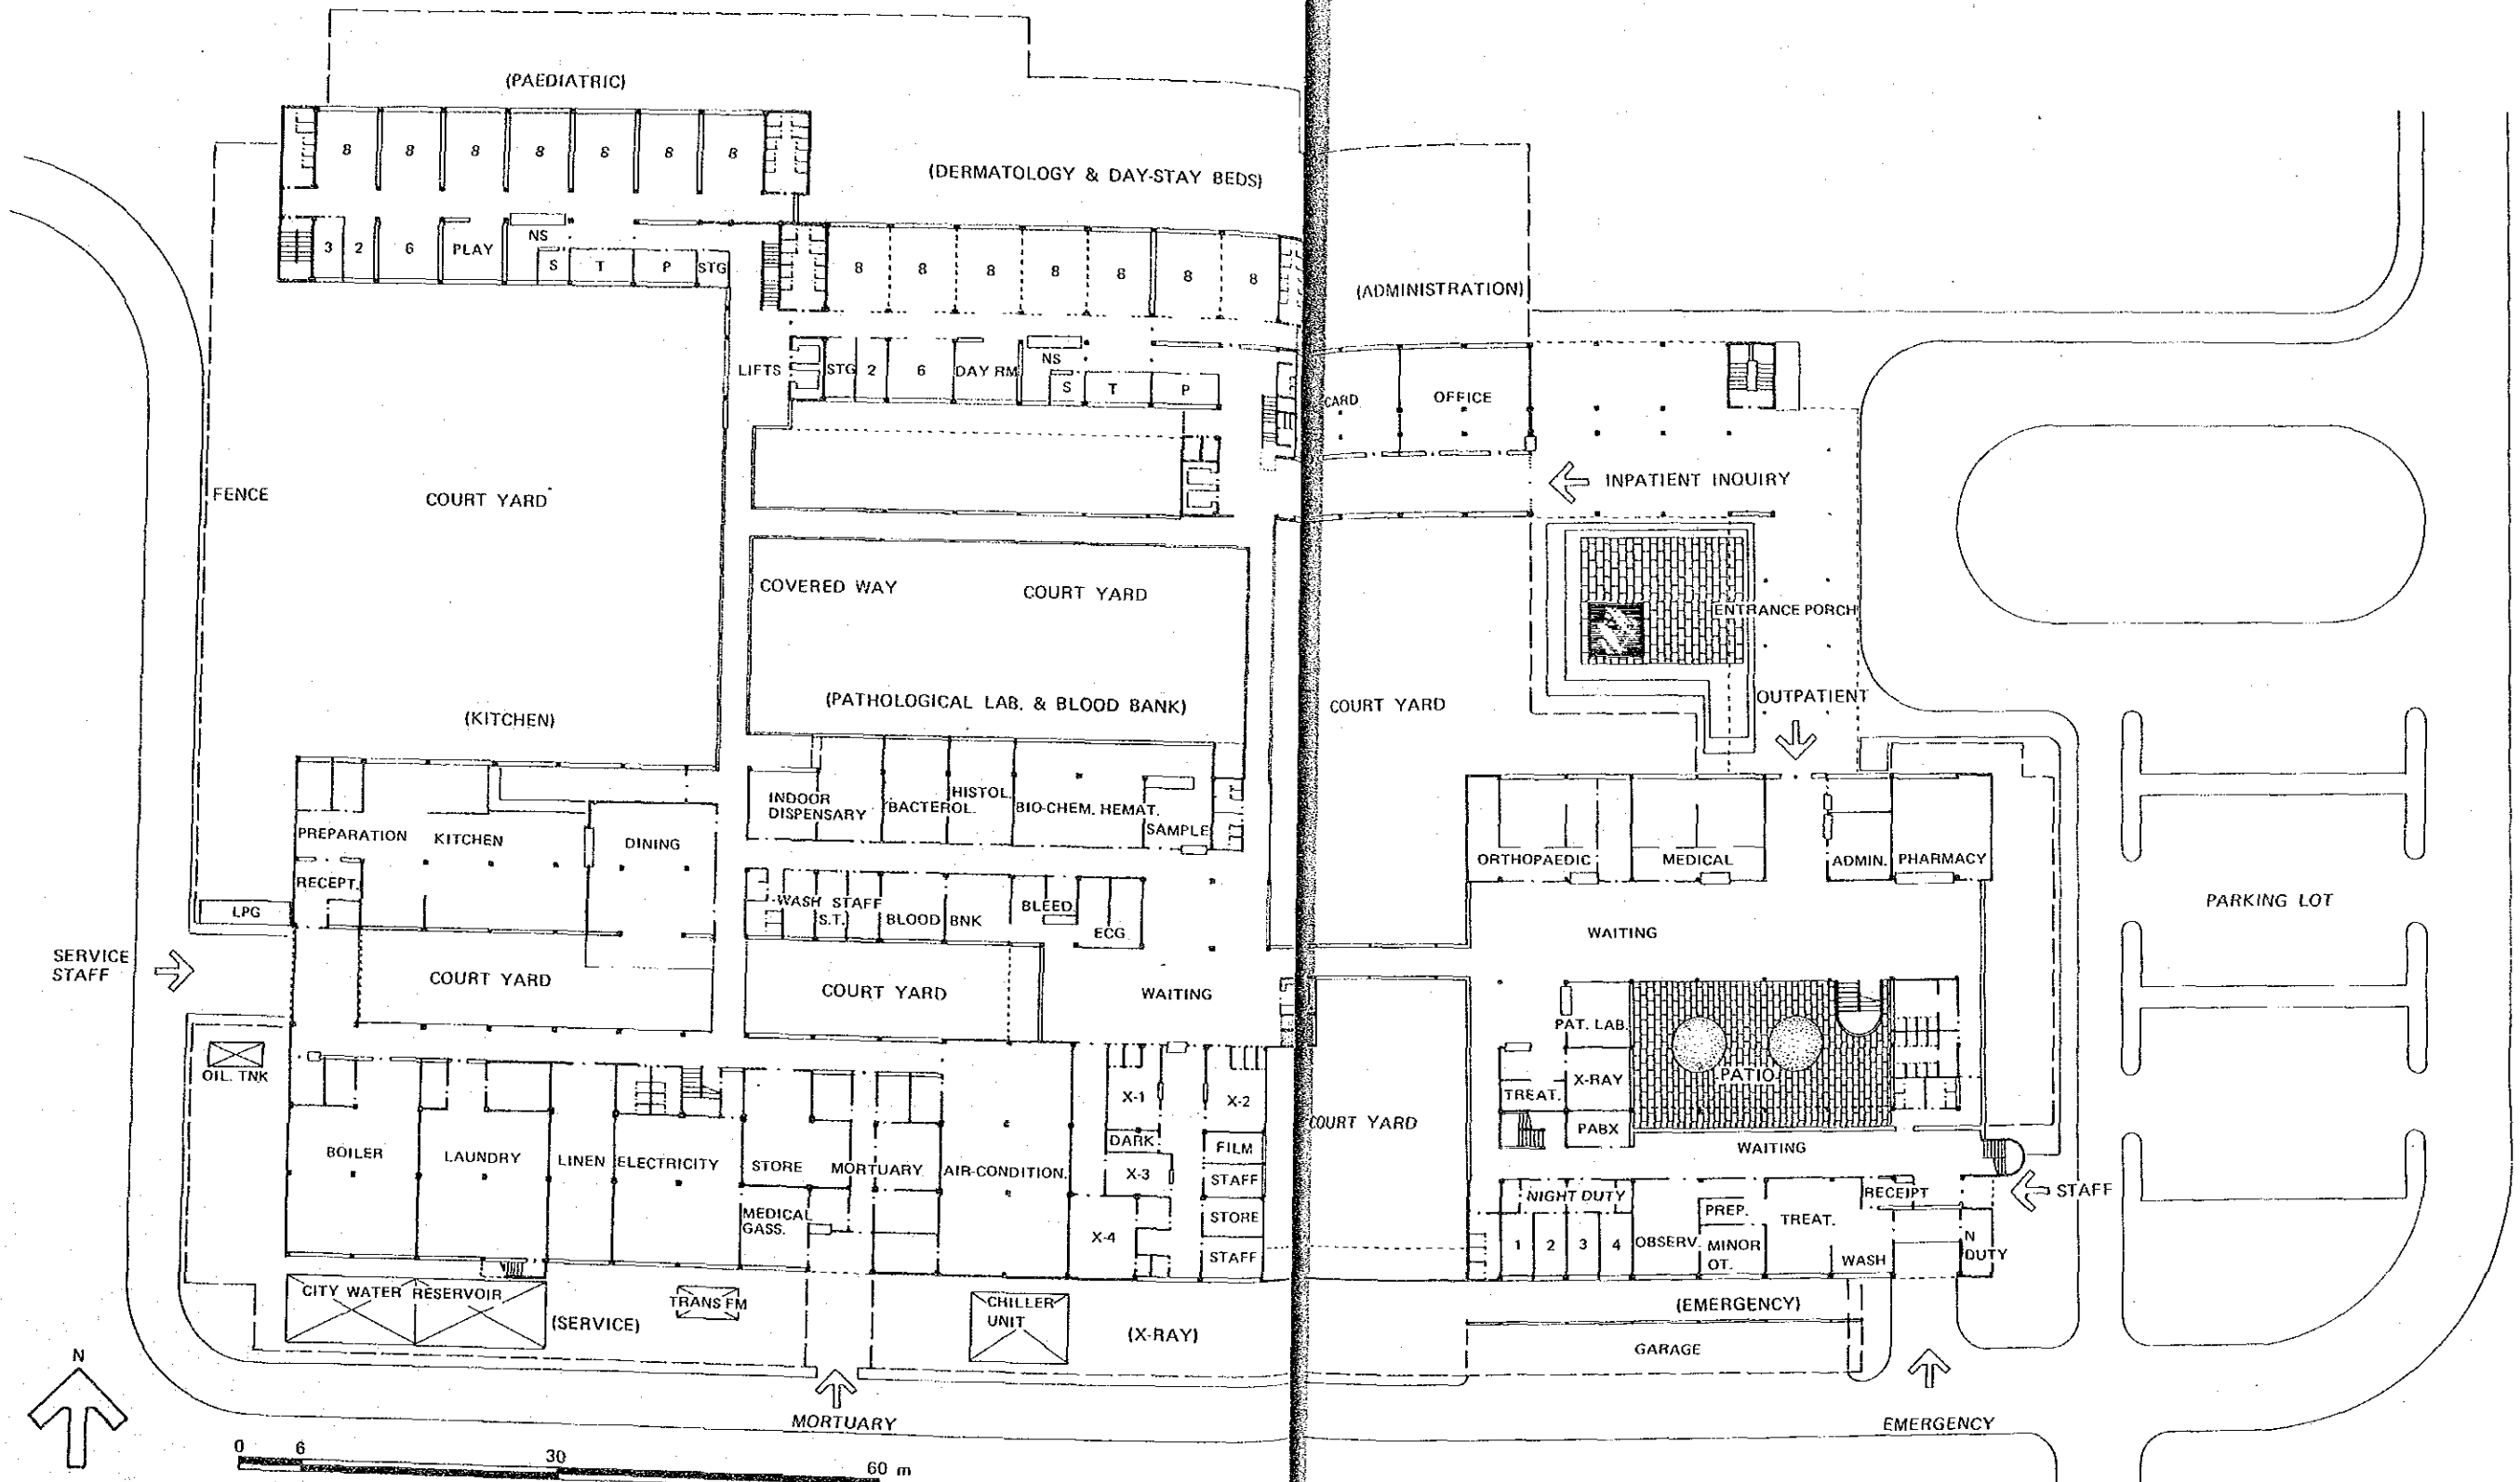 (PAEDIATRIC)
8 8 8 8 8 8 8
(DERMATOLOGY & DAY-STAY BEDS)
3 2 6 PLAY NS
S T P STG
8 8 8 8 8 8 8
(ADMINISTRATION)
LIFTS STG 2 6 DAY RM NS
S T P
CARD OFFICE
FENCE COURT YARD
INPATIENT INQUIRY
COVERED WAY COURT YARD
ENTRANCE PORCH
(PATHOLOGICAL LAB. & BLOOD BANK)
COURT YARD
OUTPATIENT
(KITCHEN)
INDOOR
DISPENSARY
BACTEROL.
HISTOL.
BIO-CHEM. HEMAT.
SAMPLE
PREPARATION KITCHEN DINING
RECEPT.
LPG
WASH STAFF
S.T.
BLOOD BNK
BLEED.
ECG.
ORTHOPAEDIC MEDICAL ADMIN. PHARMACY
PARKING LOT
WAITING
SERVICE
STAFF
COURT YARD
COURT YARD
WAITING
OIL. TNK
PAT. LAB.
X-RAY
TREAT.
PABX
PATIO
X-1
X-2
DARK
FILM
X-3
STAFF
STORE
X-4
STAFF
COURT YARD
WAITING
BOILER LAUNDRY LINEN ELECTRICITY STORE MORTUARY AIR-CONDITION.
MEDICAL
GASS.
NIGHT DUTY
RECEIPT
STAFF
1 2 3 4
OBSERV.
PREP.
MINOR
OT.
TREAT.
WASH
N
DUTY
CITY WATER RESERVOIR
(SERVICE)
TRANS FM
CHILLER
UNIT
(X-RAY)
(EMERGENCY)
GARAGE
N
MORTUARY
EMERGENCY
0 6 30 60 m